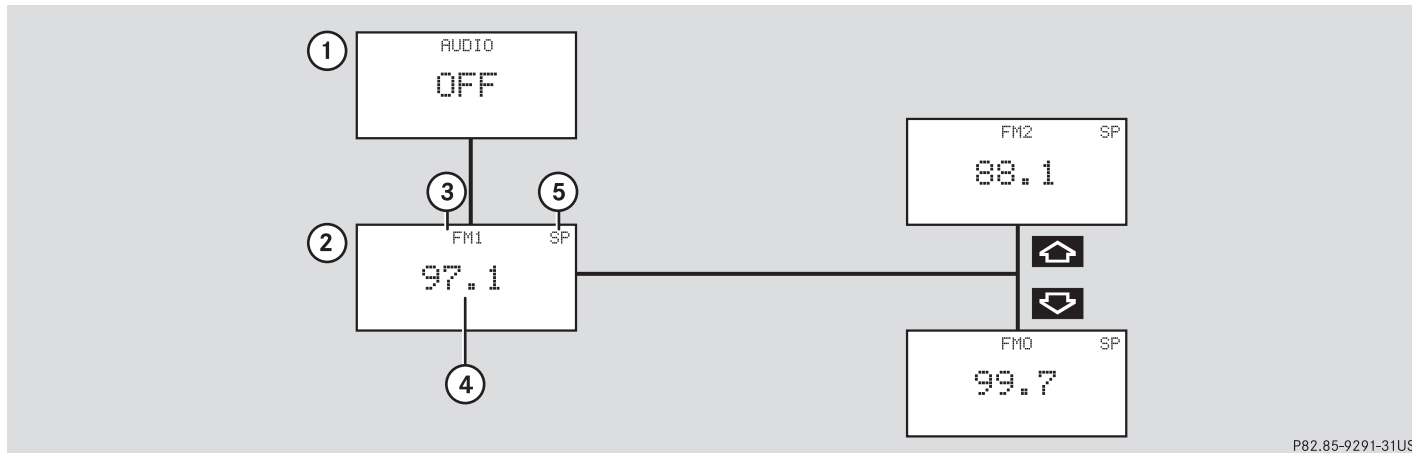 1
AUDIO
OFF
3
5
2
FM1 SP
97.1
4
FM2 SP
88.1
FM0 SP
99.7
P82.85-9291-31US